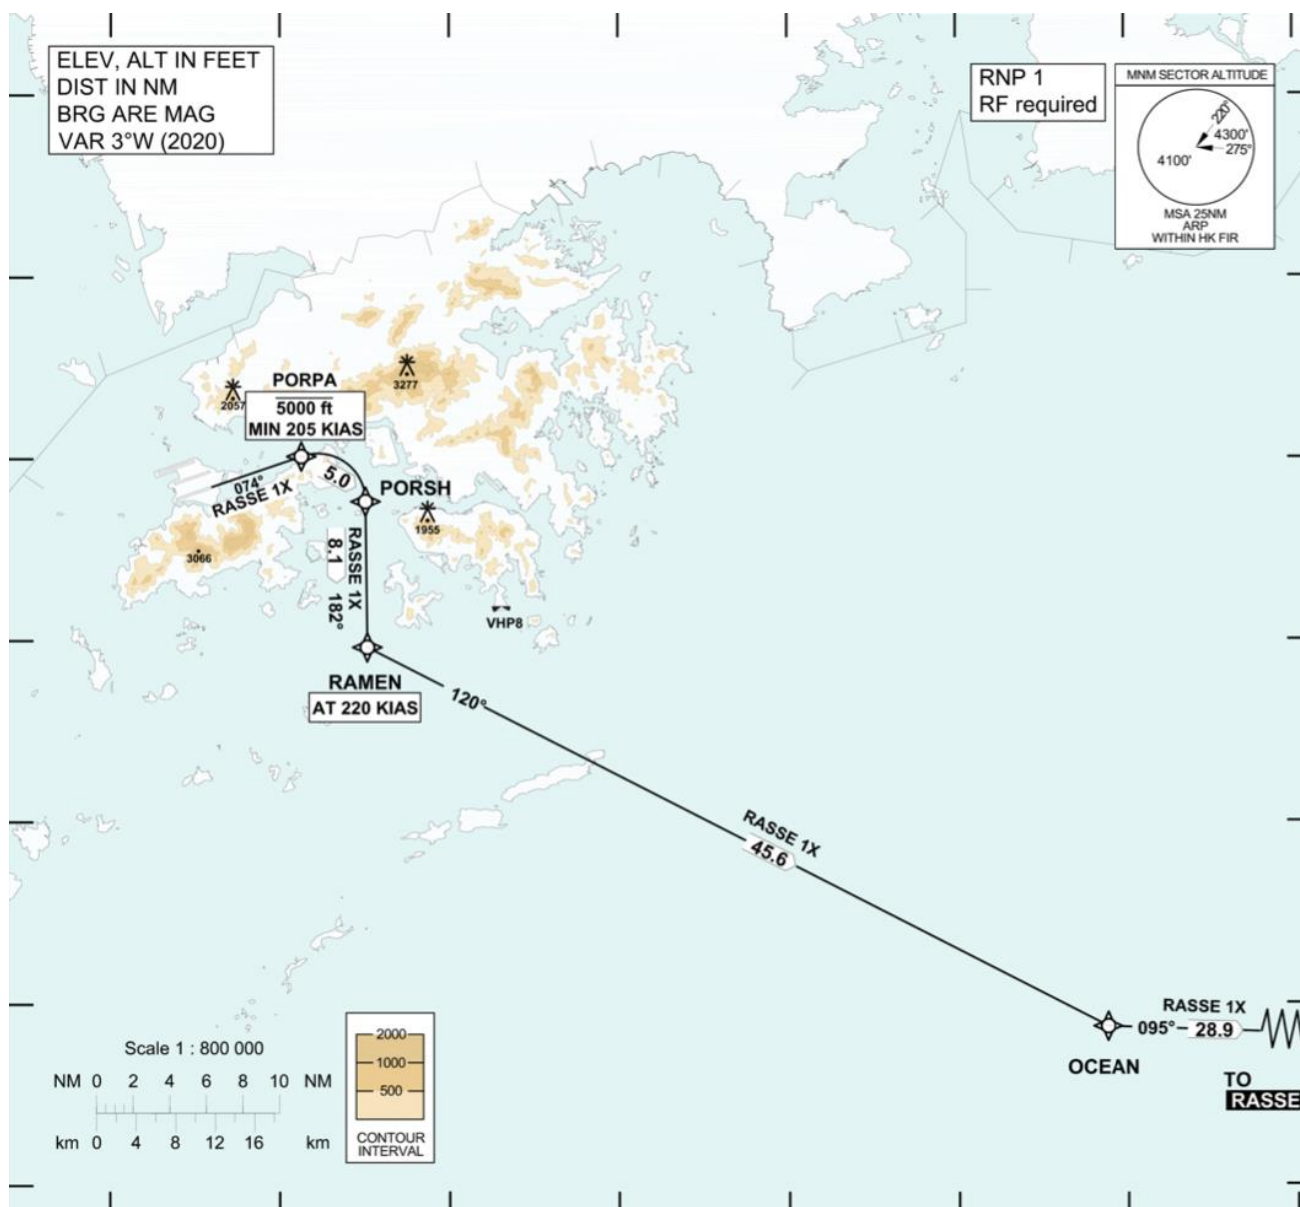 ELEV, ALT IN FEET
DIST IN NM
BRG ARE MAG
VAR 3°W (2020)
RNP 1
RF required
MNM SECTOR ALTITUDE
220°
4300'
275°
4100'
MSA 25NM
ARP
WITHIN HK FIR
3277
2057
PORPA
5000 ft
MIN 205 KIAS
074°
RASSE 1X
5.0
PORSH
1955
3066
RASSE 1X
8.1
182°
VHP8
RAMEN
AT 220 KIAS
120°
RASSE 1X
45.6
RASSE 1X
095°
28.9
OCEAN
TO
RASSE
Scale 1 : 800 000
NM 0 2 4 6 8 10 NM
km 0 4 8 12 16 km
2000
1000
500
CONTOUR
INTERVAL